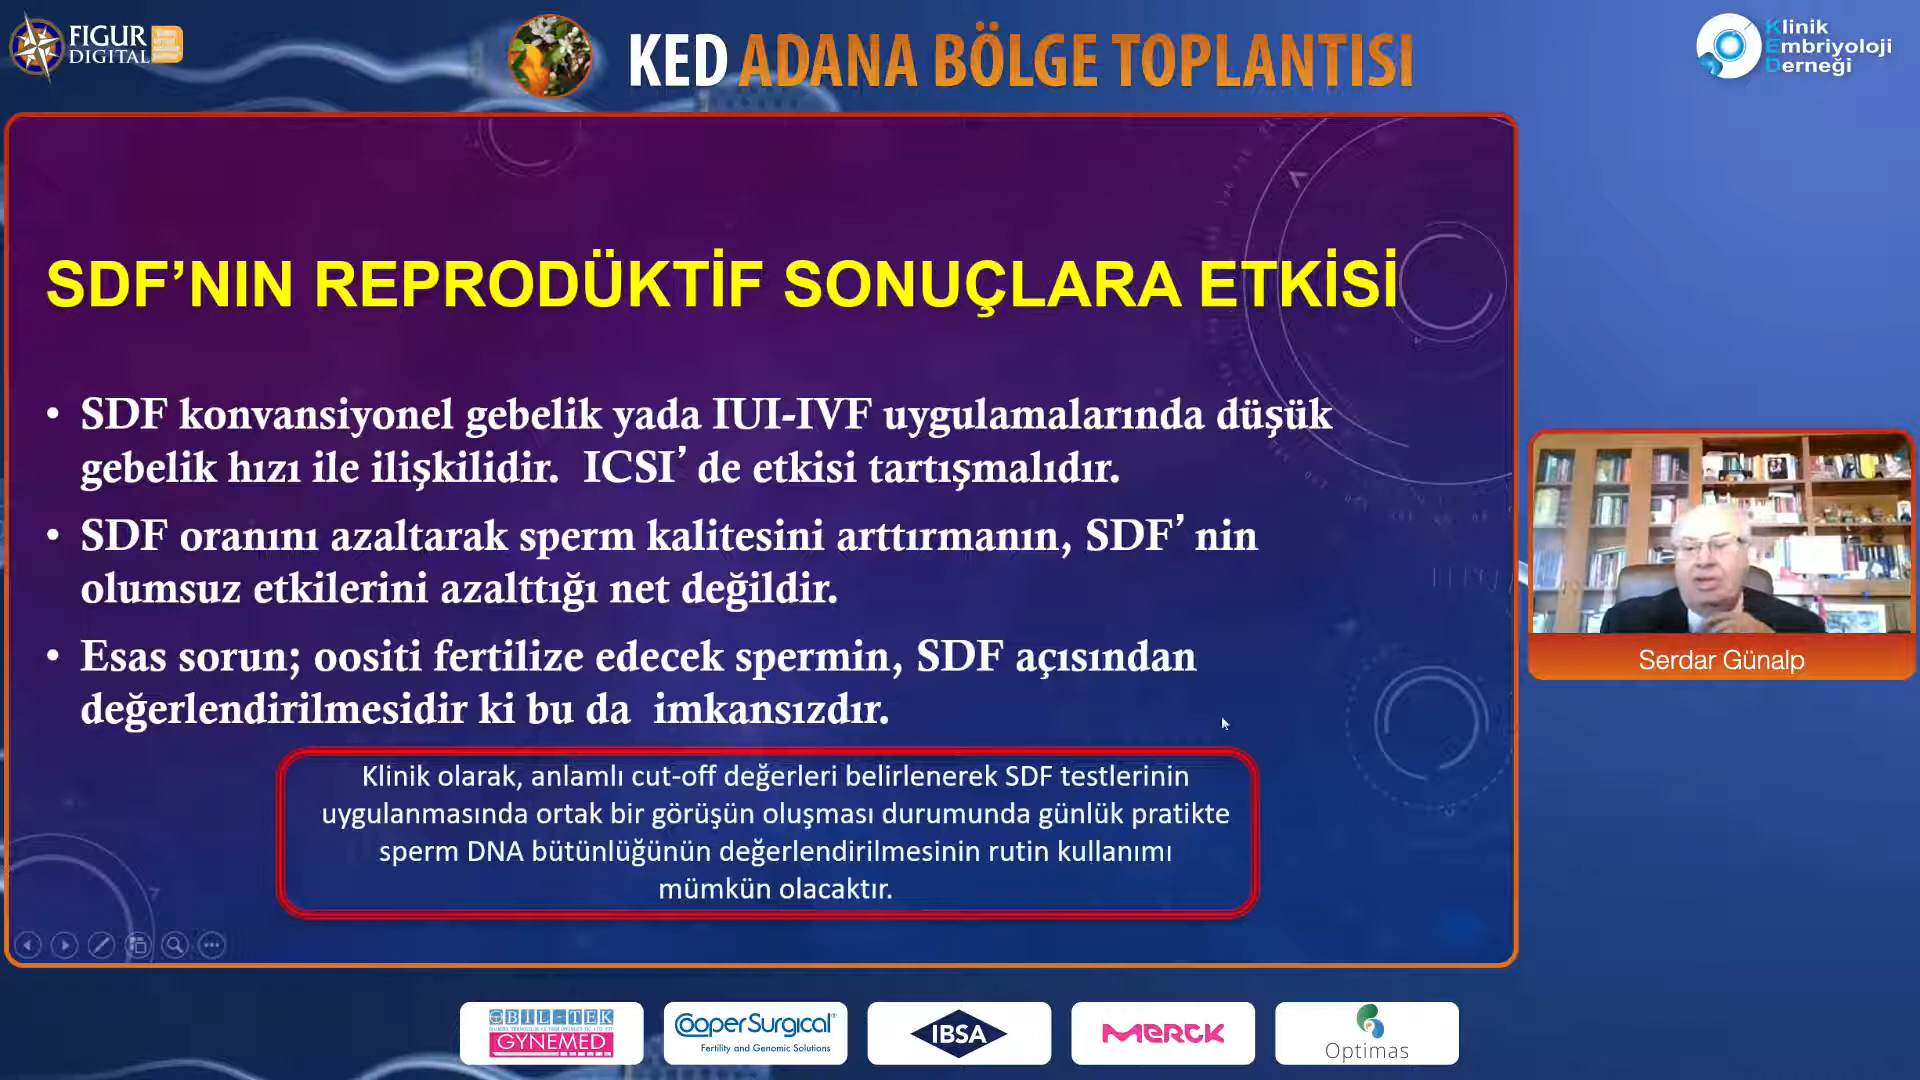 FIGUR
DIGITAL
KED ADANA BÖLGE TOPLANTISI
Klinik
Embriyoloji
Derneği
SDF’NIN REPRODÜKTİF SONUÇLARA ETKİSİ
• SDF konvansiyonel gebelik yada IUI-IVF uygulamalarında düşük
gebelik hızı ile ilişkilidir. ICSI’ de etkisi tartışmalıdır.
• SDF oranını azaltarak sperm kalitesini arttırmanın, SDF’ nin
olumsuz etkilerini azalttığı net değildir.
• Esas sorun; oositi fertilize edecek spermin, SDF açısından
değerlendirilmesidir ki bu da imkansızdır.
Klinik olarak, anlamlı cut-off değerleri belirlenerek SDF testlerinin
uygulanmasında ortak bir görüşün oluşması durumunda günlük pratikte
sperm DNA bütünlüğünün değerlendirilmesinin rutin kullanımı
mümkün olacaktır.
Serdar Günalp
BİL-TEK
GYNEMED
CooperSurgical
Fertility and Genomic Solutions
IBSA
MERCK
Optimas